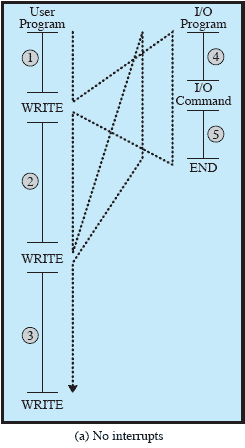 User
Program
1
WRITE
2
WRITE
3
WRITE
I/O
Program
4
I/O
Command
5
END
(a) No interrupts